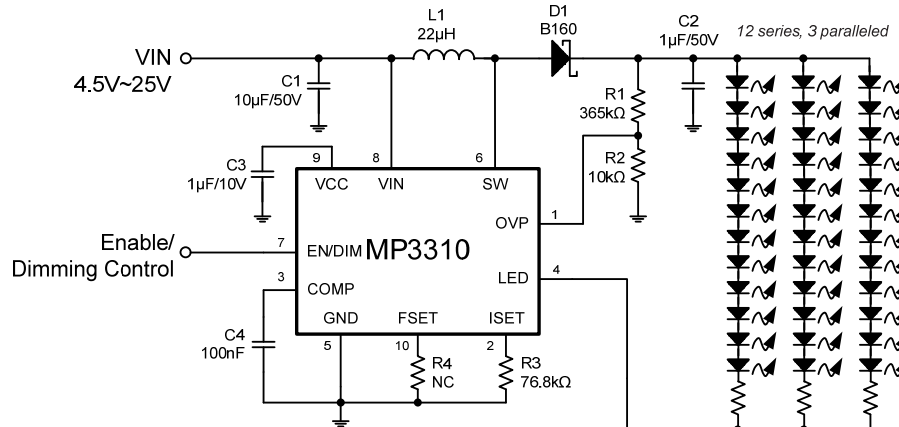 L1
22µH
D1
B160
C2
1µF/50V
12 series, 3 paralleled
VIN
4.5V~25V
C1
10µF/50V
R1
365kΩ
R2
10kΩ
C3
1µF/10V
9
8
6
VCC
VIN
SW
1
OVP
Enable/
Dimming Control
7
EN/DIM
MP3310
4
LED
3
COMP
GND
FSET
ISET
5
10
2
C4
100nF
R4
NC
R3
76.8kΩ